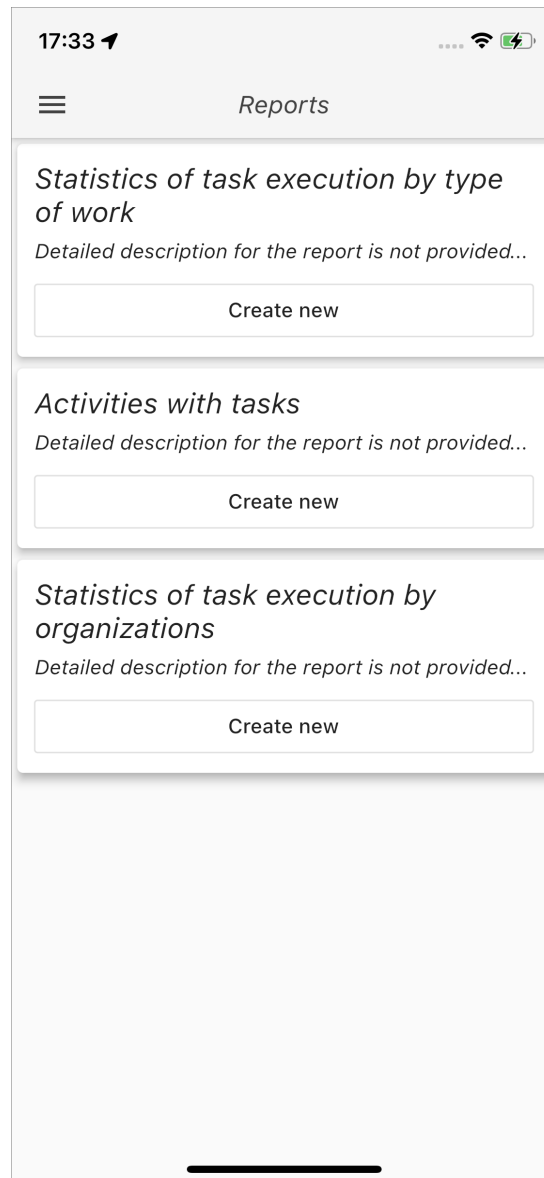 17:33
Reports
Statistics of task execution by type
of work
Detailed description for the report is not provided...
Create new
Activities with tasks
Detailed description for the report is not provided...
Create new
Statistics of task execution by
organizations
Detailed description for the report is not provided...
Create new